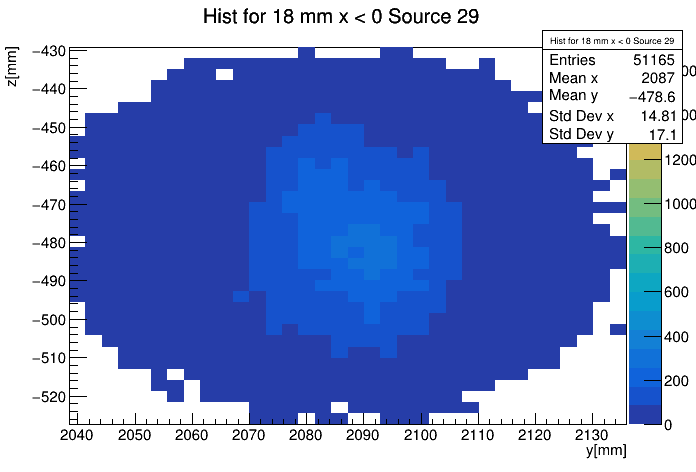 Hist for 18 mm x < 0 Source 29
z[mm]
−430
−440
−450
−460
−470
−480
−490
−500
−510
−520
2040 2050 2060 2070 2080 2090 2100 2110 2120 2130
y[mm]
Hist for 18 mm x < 0 Source 29
Entries 51165
Mean x 2087
Mean y −478.6
Std Dev x 14.81
Std Dev y 17.1
1200
1000
800
600
400
200
0